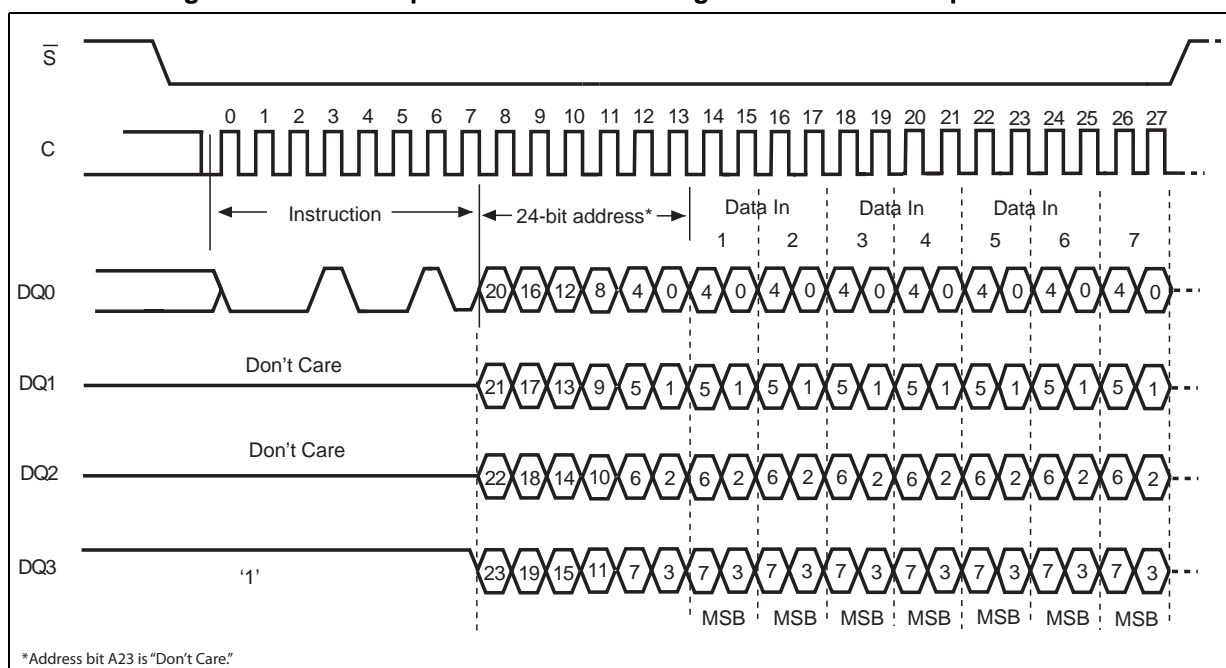 S
0 1 2 3 4 5 6 7 8 9 10 11 12 13 14 15 16 17 18 19 20 21 22 23 24 25 26 27
C
Instruction 24-bit address* Data In Data In Data In
1 2 3 4 5 6 7
DQ0 20 16 12 8 4 0 4 0 4 0 4 0 4 0 4 0 4 0 4 0
Don't Care
DQ1 21 17 13 9 5 1 5 1 5 1 5 1 5 1 5 1 5 1 5 1
Don't Care
DQ2 22 18 14 10 6 2 6 2 6 2 6 2 6 2 6 2 6 2 6 2
DQ3 '1' 23 19 15 11 7 3 7 3 7 3 7 3 7 3 7 3 7 3 7 3
MSB MSB MSB MSB MSB MSB MSB
*Address bit A23 is "Don't Care."